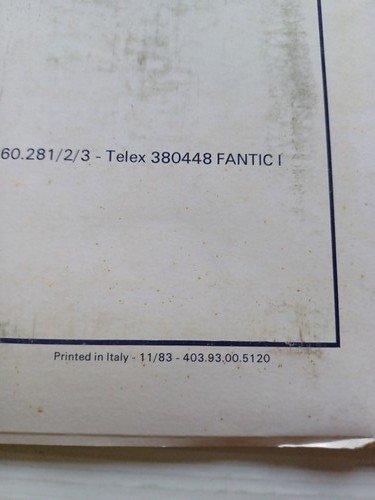 60.281/2/3 - Telex 380448 FANTIC I
Printed in Italy - 11/83 - 403.93.00.5120